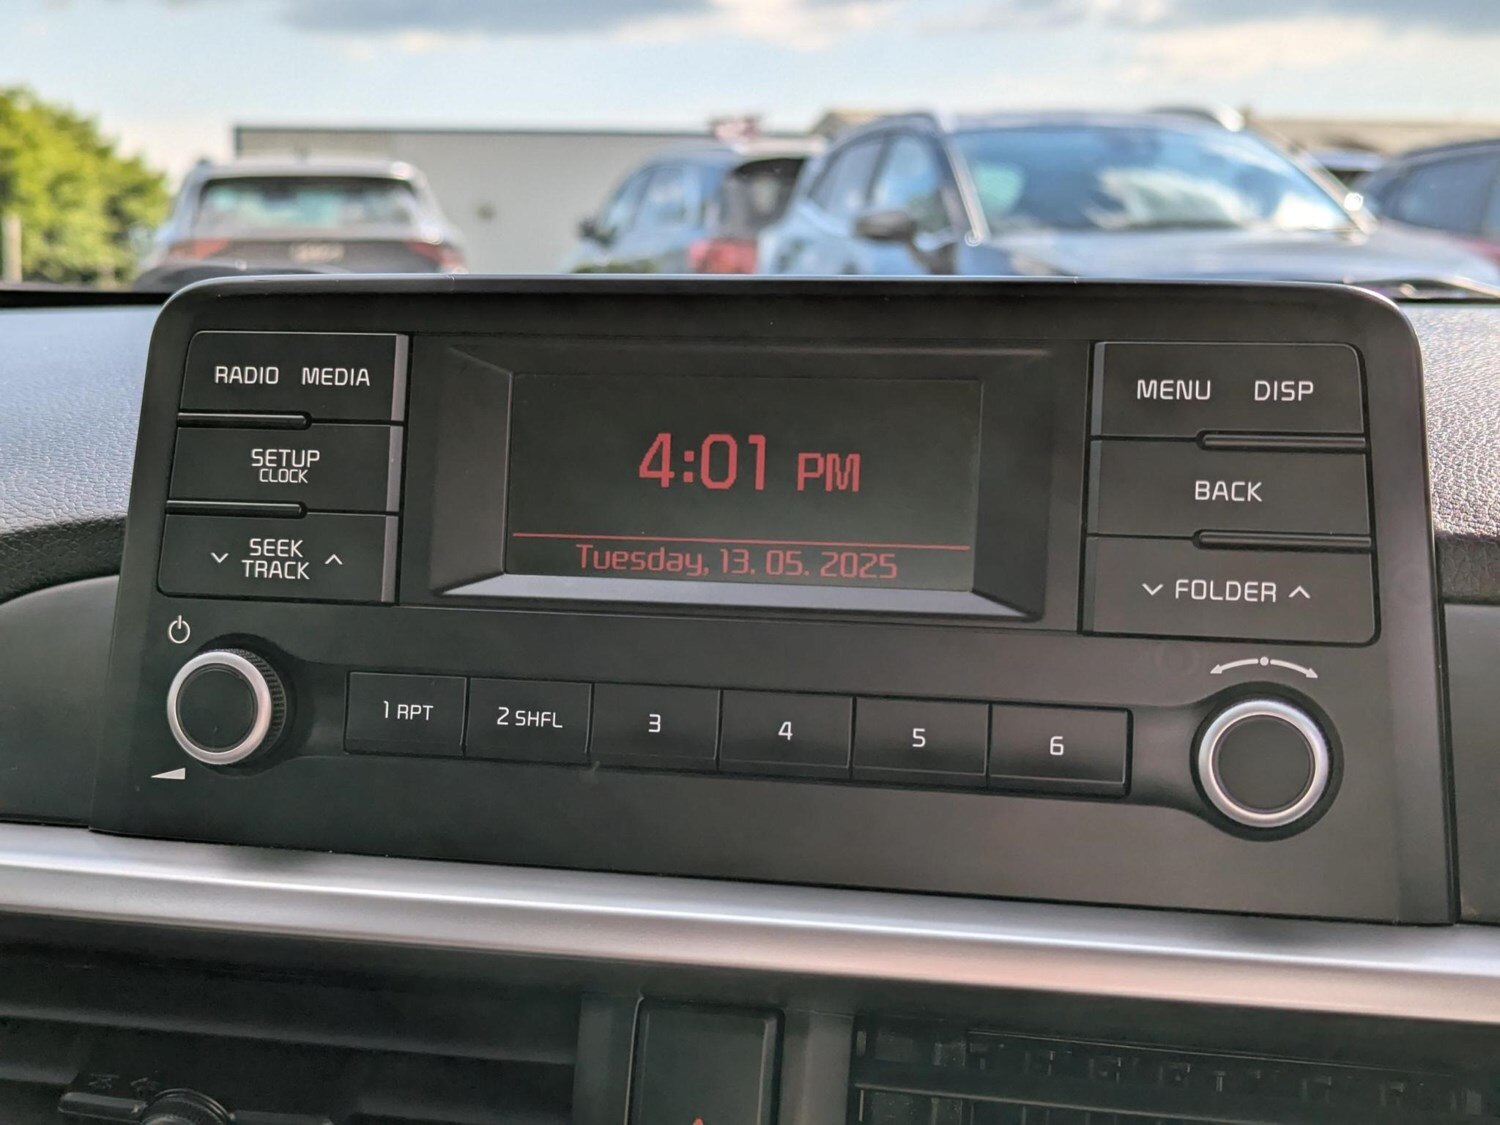 RADIO MEDIA
SETUP
CLOCK
SEEK
TRACK
4:01 PM
Tuesday, 13. 05. 2025
MENU DISP
BACK
FOLDER
1 RPT 2 SHFL 3 4 5 6